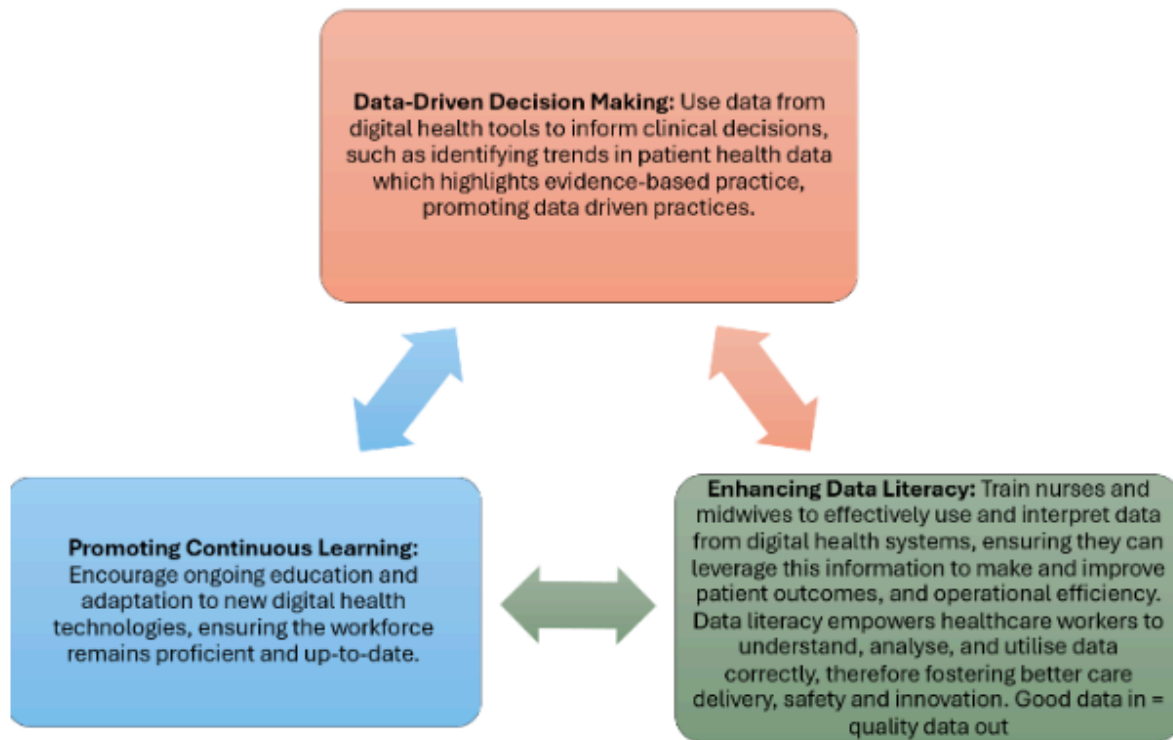 Data-Driven Decision Making: Use data from
digital health tools to inform clinical decisions,
such as identifying trends in patient health data
which highlights evidence-based practice,
promoting data driven practices.
Promoting Continuous Learning:
Encourage ongoing education and
adaptation to new digital health
technologies, ensuring the workforce
remains proficient and up-to-date.
Enhancing Data Literacy: Train nurses and
midwives to effectively use and interpret data
from digital health systems, ensuring they can
leverage this information to make and improve
patient outcomes, and operational efficiency.
Data literacy empowers healthcare workers to
understand, analyse, and utilise data
correctly, therefore fostering better care
delivery, safety and innovation. Good data in =
quality data out